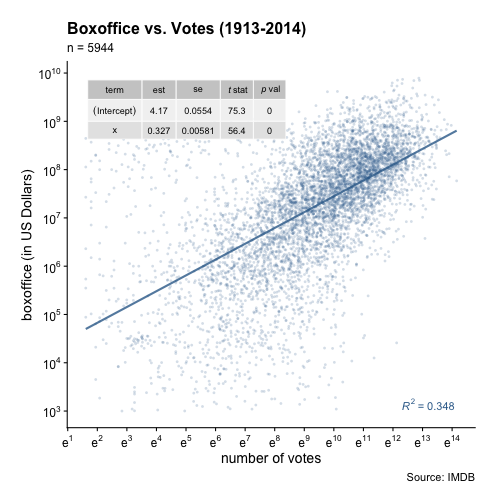 Boxoffice vs. Votes (1913-2014)
n = 5944
term est se t stat p val
(Intercept) 4.17 0.0554 75.3 0
x 0.327 0.00581 56.4 0
boxoffice (in US Dollars)
10¹⁰
10⁹
10⁸
10⁷
10⁶
10⁵
10⁴
10³
R² = 0.348
e¹ e² e³ e⁴ e⁵ e⁶ e⁷ e⁸ e⁹ e¹⁰ e¹¹ e¹² e¹³ e¹⁴
number of votes
Source: IMDB